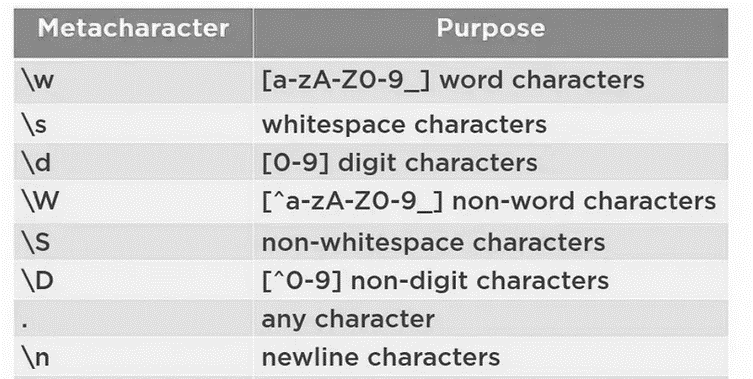 Metacharacter Purpose
\w [a-zA-Z0-9_] word characters
\s whitespace characters
\d [0-9] digit characters
\W [^a-zA-Z0-9_] non-word characters
\S non-whitespace characters
\D [^0-9] non-digit characters
. any character
\n newline characters